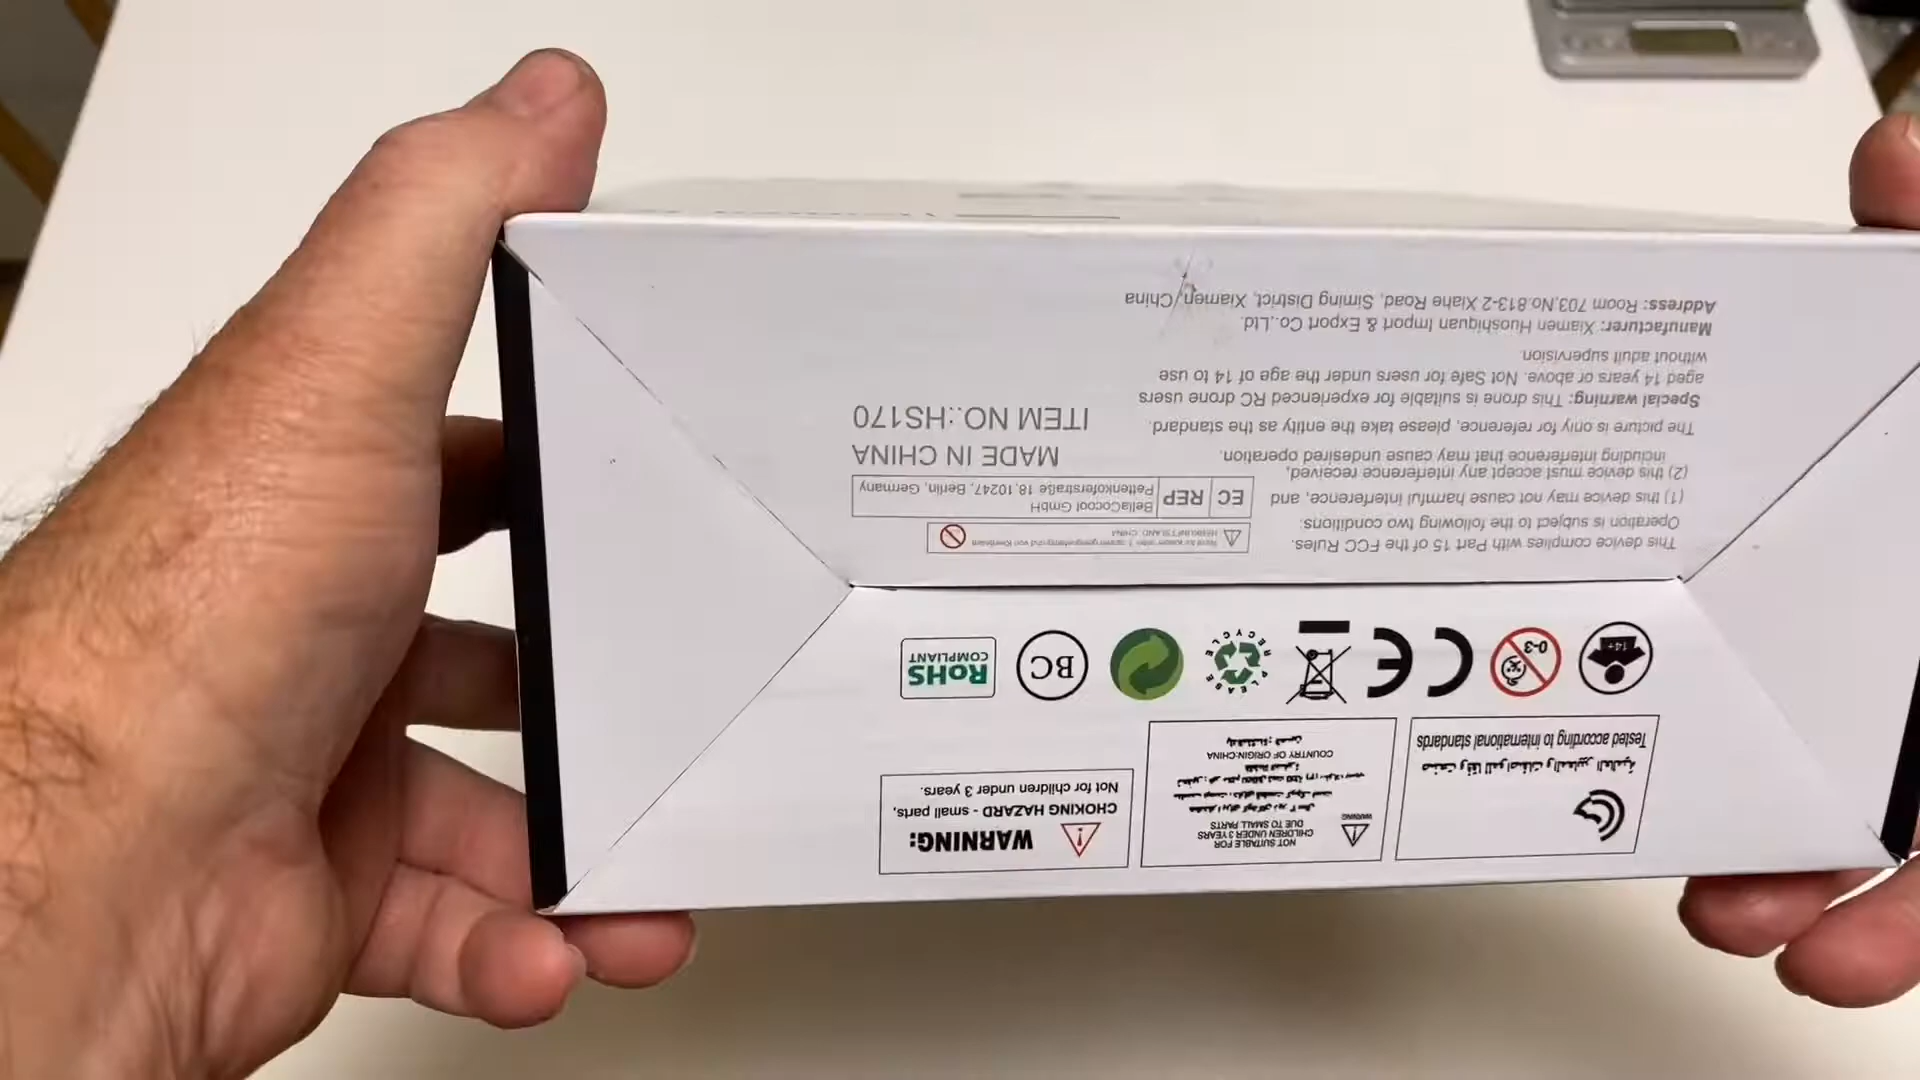 Tested according to international standards
WARNING
NOT SUITABLE FOR
CHILDREN UNDER 3 YEARS
DUE TO SMALL PARTS
COUNTRY OF ORIGIN:CHINA
WARNING:
CHOKING HAZARD - small parts,
Not for children under 3 years.
14+
0-3
CE
PLEASE RECYCLE
BC
RoHS
COMPLIANT
This device complies with Part 15 of the FCC Rules.
Operation is subject to the following two conditions:
(1) this device may not cause harmful interference, and
(2) this device must accept any interference received,
including interference that may cause undesired operation.
The picture is only for reference, please take the entity as the standard.
Special warning: This drone is suitable for experienced RC drone users
aged 14 years or above. Not Safe for users under the age of 14 to use
without adult supervision.
Manufacturer: Xiamen Huoshiquan Import & Export Co.,Ltd.
Address: Room 703,No.813-2 Xiahe Road, Siming District, Xiamen,China
EC REP
BellaCocool GmbH
Pettenkoferstraße 18,10247, Berlin, Germany
MADE IN CHINA
ITEM NO.:HS170